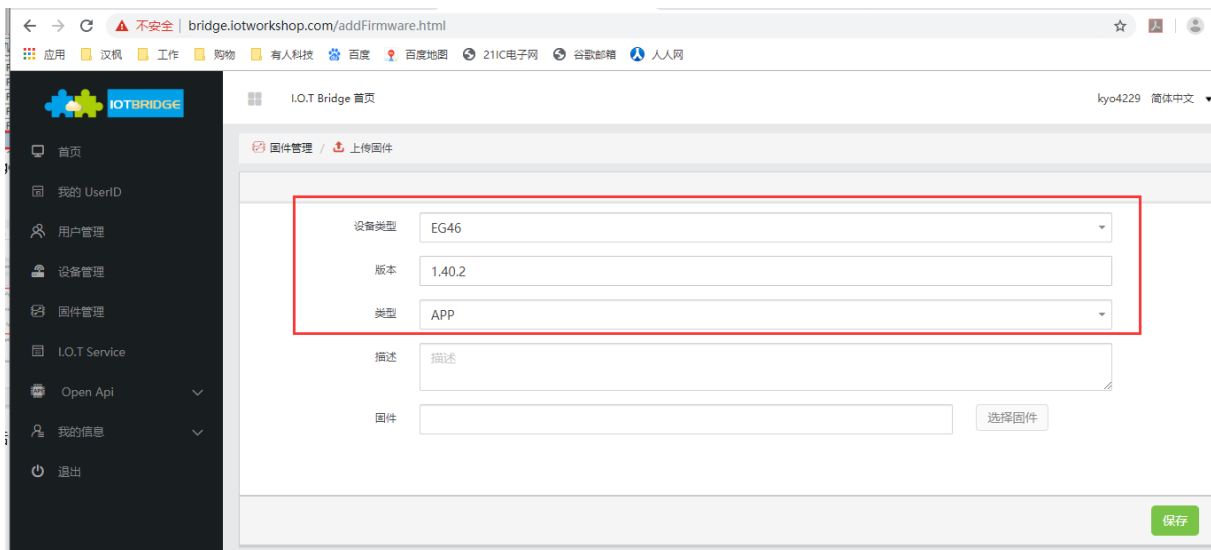 不安全 | bridge.iotworkshop.com/addFirmware.html
应用 汉枫 工作 购物 有人科技 百度 百度地图 21IC电子网 谷歌邮箱 人人网
IOTBRIDGE
I.O.T Bridge 首页
kyo4229 简体中文
首页
我的 UserID
用户管理
设备管理
固件管理
I.O.T Service
Open Api
我的信息
退出
固件管理 / 上传固件
设备类型 EG46
版本 1.40.2
类型 APP
描述 描述
固件 选择固件
保存